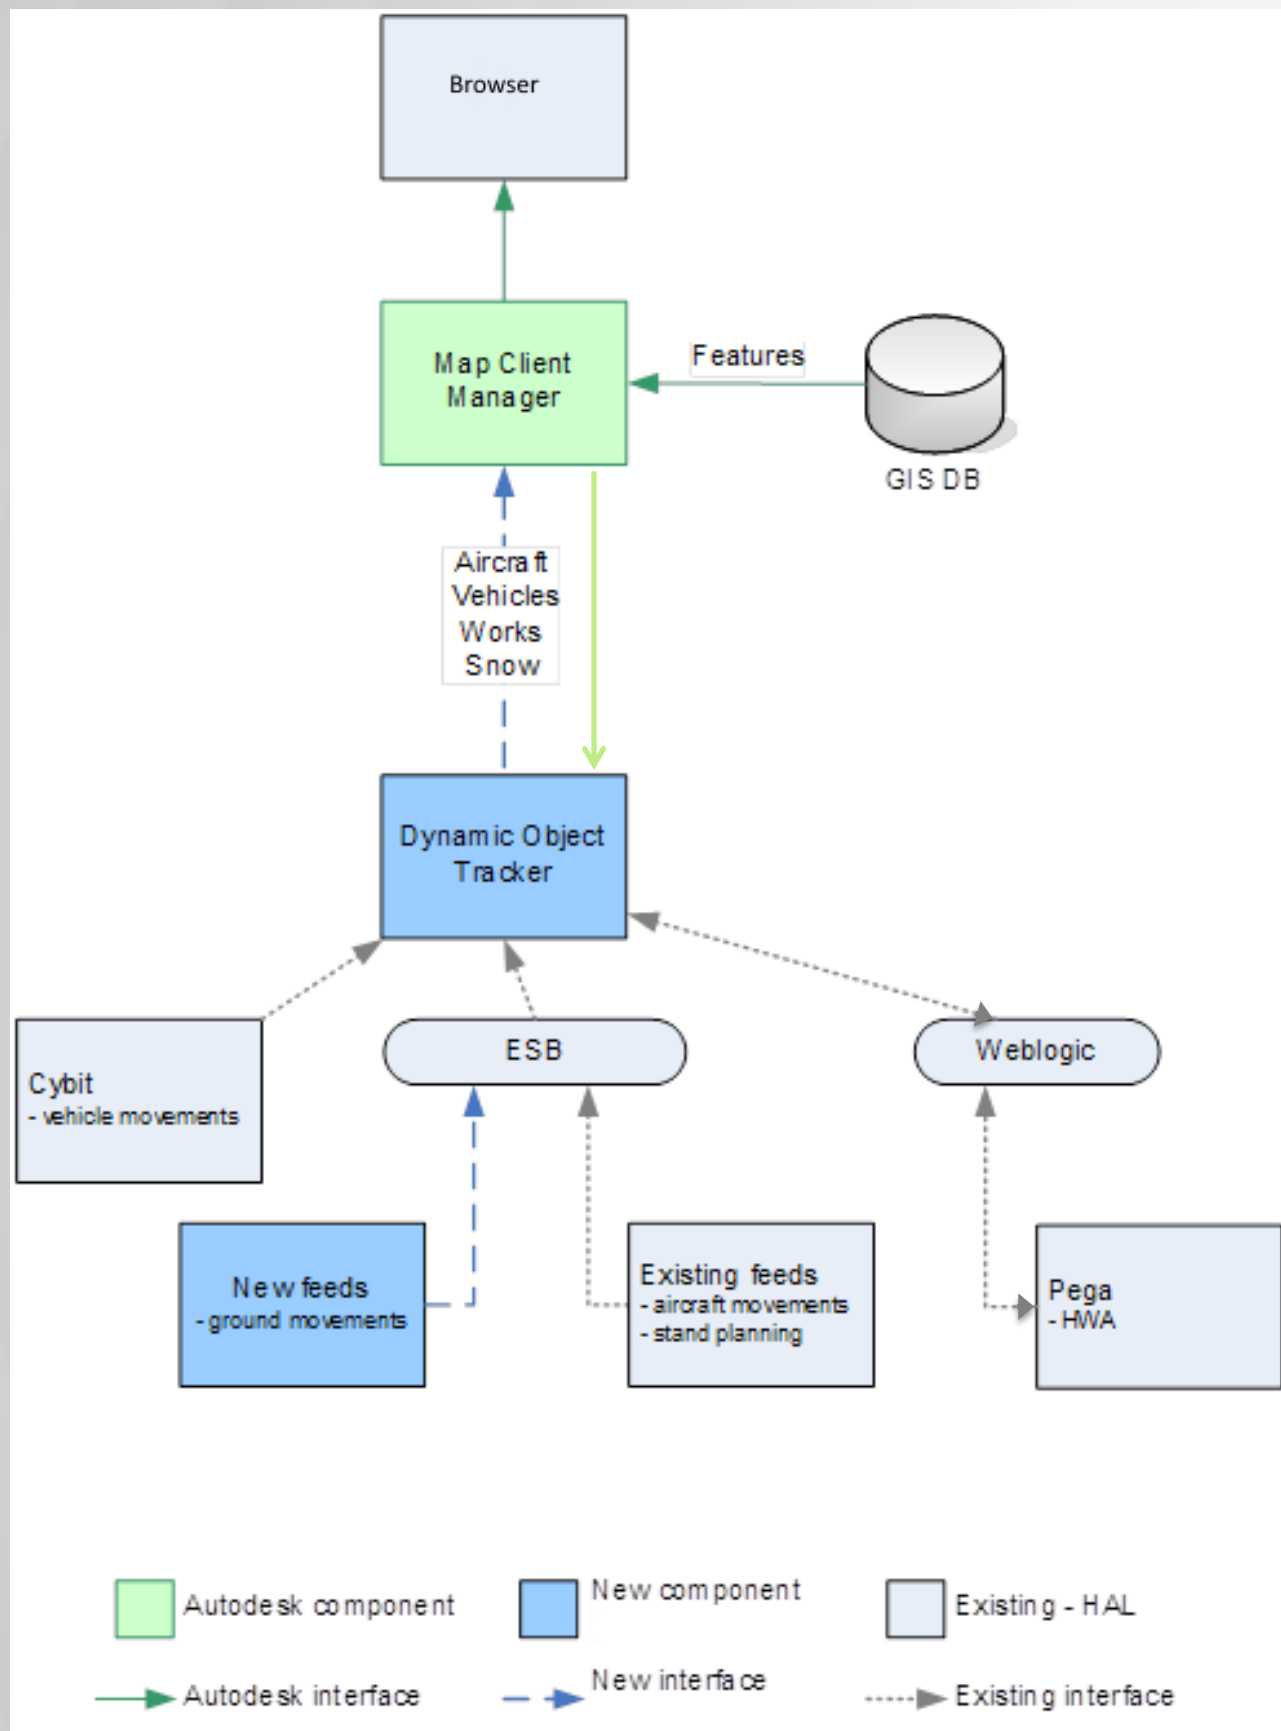 Browser
Map Client
Manager
Features
GIS DB
Aircraft
Vehicles
Works
Snow
Dynamic Object
Tracker
Cybit
- vehicle movements
ESB
Weblogic
New feeds
- ground movements
Existing feeds
- aircraft movements
- stand planning
Pega
- HWA
Autodesk component
New component
Existing - HAL
Autodesk interface
New interface
Existing interface